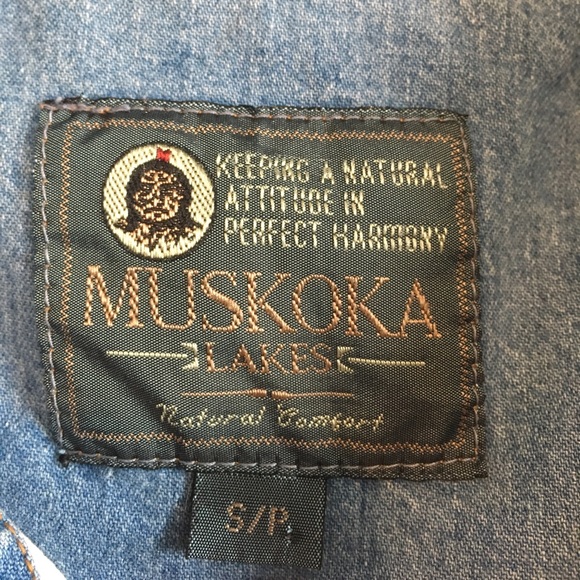 KEEPING A NATURAL
ATTITUDE IN
PERFECT HARMONY
MUSKOKA
LAKES
Natural Comfort
S/P